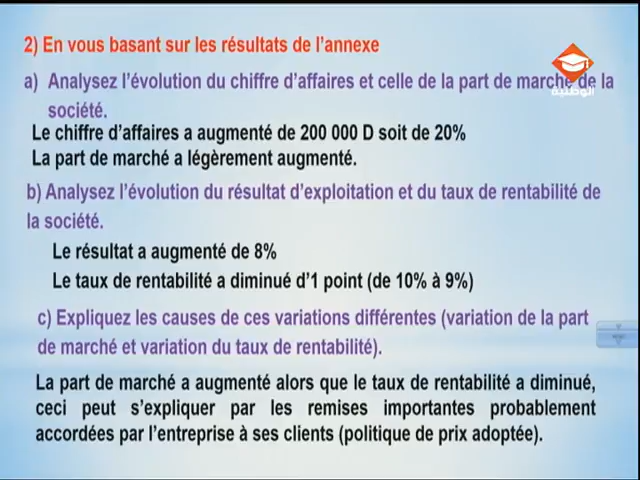 2) En vous basant sur les résultats de l'annexe
a) Analysez l'évolution du chiffre d'affaires et celle de la part de marché de la
société.
الوطنية
Le chiffre d'affaires a augmenté de 200 000 D soit de 20%
La part de marché a légèrement augmenté.
b) Analysez l'évolution du résultat d'exploitation et du taux de rentabilité de
la société.
Le résultat a augmenté de 8%
Le taux de rentabilité a diminué d'1 point (de 10% à 9%)
c) Expliquez les causes de ces variations différentes (variation de la part
de marché et variation du taux de rentabilité).
La part de marché a augmenté alors que le taux de rentabilité a diminué,
ceci peut s'expliquer par les remises importantes probablement
accordées par l'entreprise à ses clients (politique de prix adoptée).